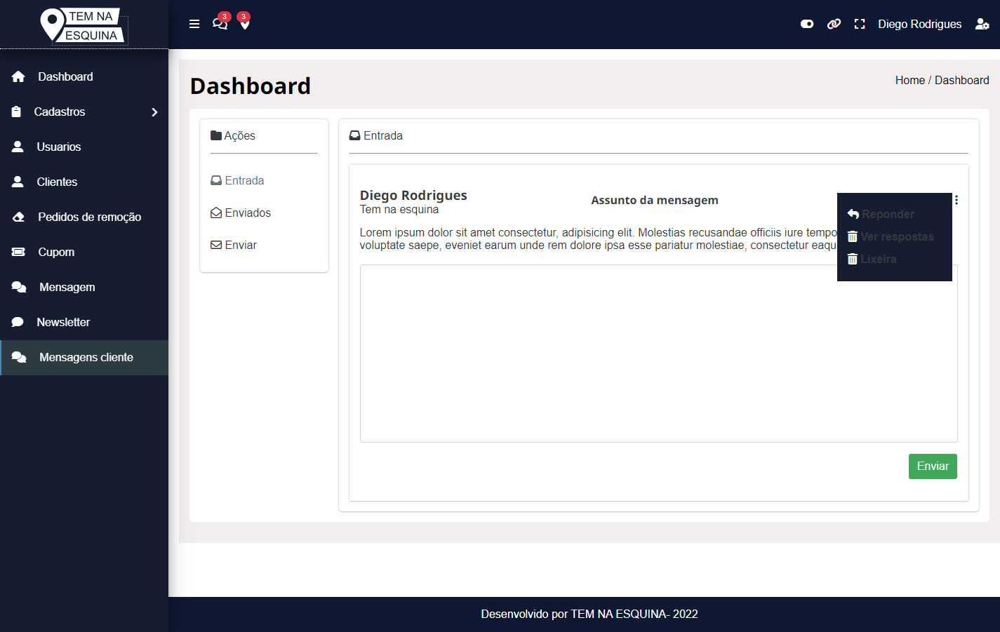 TEM NA
ESQUINA
3
3
Diego Rodrigues
Dashboard
Cadastros
Usuarios
Clientes
Pedidos de remoção
Cupom
Mensagem
Newsletter
Mensagens cliente
Dashboard
Home / Dashboard
Ações
Entrada
Enviados
Enviar
Entrada
Diego Rodrigues
Tem na esquina
Assunto da mensagem
Lorem ipsum dolor sit amet consectetur, adipisicing elit. Molestias recusandae officiis iure tempo
voluptate saepe, eveniet earum unde rem dolore ipsa esse pariatur molestiae, consectetur eaqu
Reponder
Ver respostas
Lixeira
Enviar
Desenvolvido por TEM NA ESQUINA- 2022